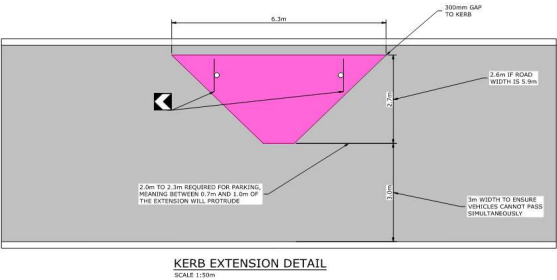 6.3m
300mm GAP
TO KERB
2.6m IF ROAD
WIDTH IS 5.9m
2.7m
2.0m TO 2.3m REQUIRED FOR PARKING,
MEANING BETWEEN 0.7m AND 1.0m OF
THE EXTENSION WILL PROTRUDE
3.0m
3m WIDTH TO ENSURE
VEHICLES CANNOT PASS
SIMULTANEOUSLY
KERB EXTENSION DETAIL
SCALE 1:50m